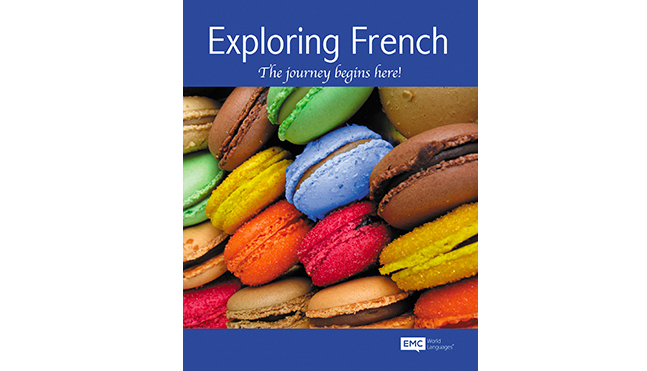 Exploring French
The journey begins here!
EMC
World
Languages®